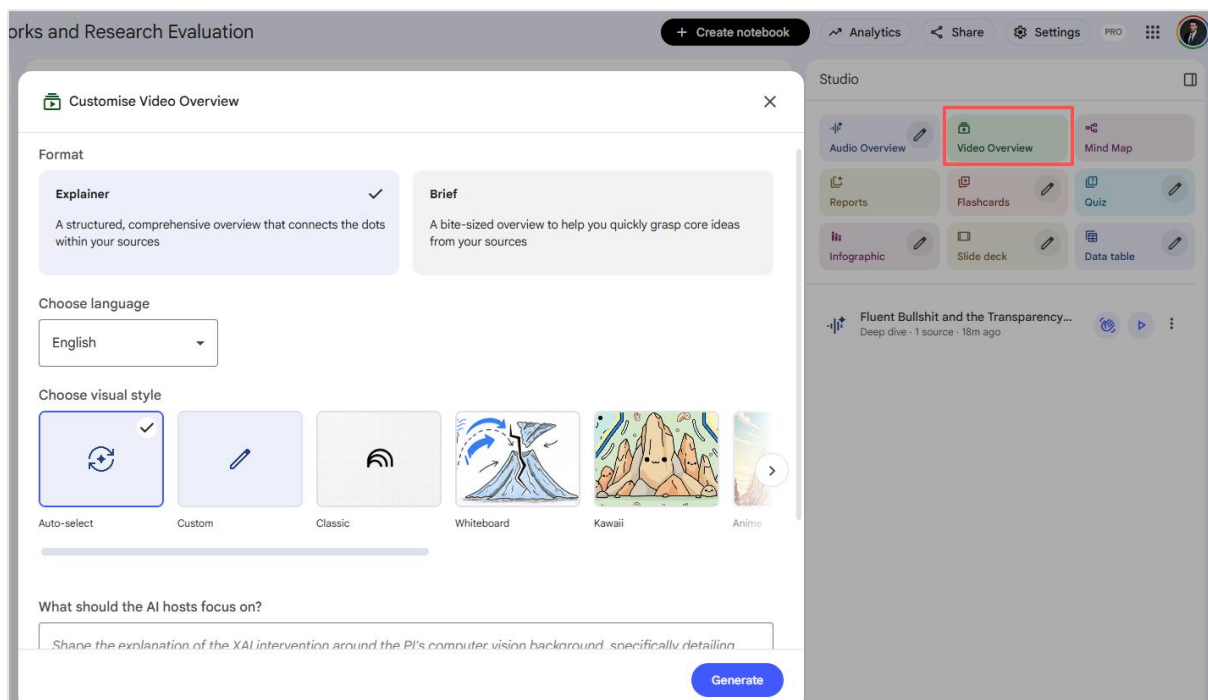 orks and Research Evaluation
+ Create notebook
Analytics
Share
Settings
PRO
Customise Video Overview
Format
Explainer
A structured, comprehensive overview that connects the dots
within your sources
Brief
A bite-sized overview to help you quickly grasp core ideas
from your sources
Choose language
English
Choose visual style
Auto-select
Custom
Classic
Whiteboard
Kawaii
Anime
What should the AI hosts focus on?
Shape the explanation of the XAI intervention around the PI's computer vision background, specifically detailing
Generate
Studio
Audio Overview
Video Overview
Mind Map
Reports
Flashcards
Quiz
Infographic
Slide deck
Data table
Fluent Bullshit and the Transparency...
Deep dive · 1 source · 18m ago